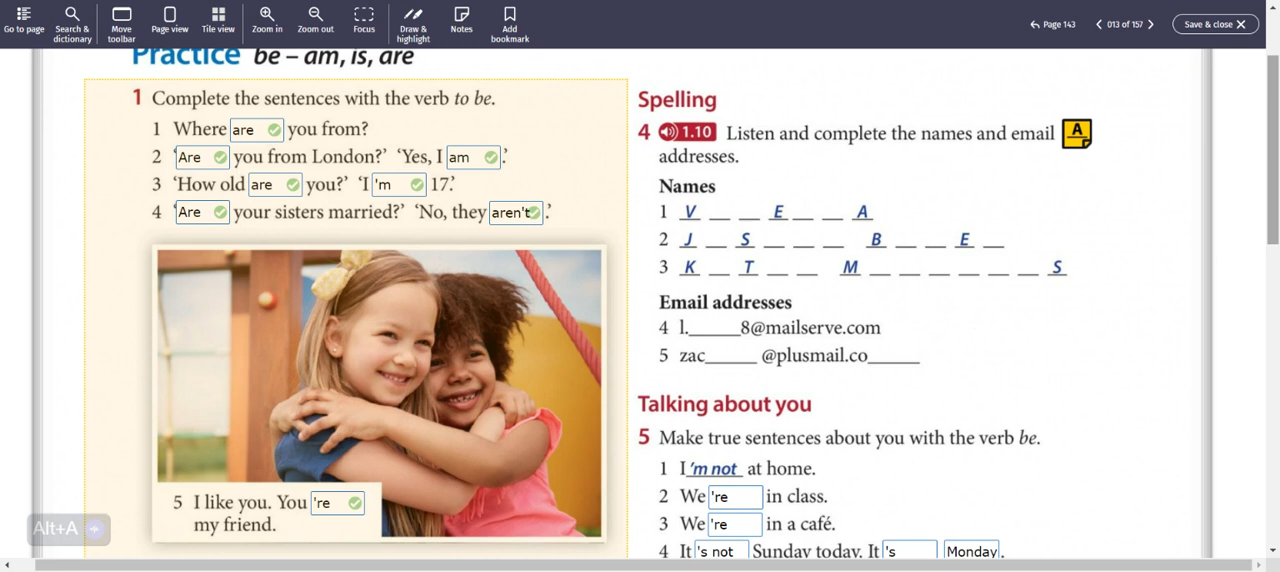 Go to page
Search & dictionary
Move toolbar
Page view
Tile view
Zoom in
Zoom out
Focus
Draw & highlight
Notes
Add bookmark
Page 143
013 of 157
Save & close
Practice be – am, is, are
1 Complete the sentences with the verb to be.
1 Where are you from?
2 ‘Are you from London?’ ‘Yes, I am.’
3 ‘How old are you?’ ‘I 'm 17.’
4 ‘Are your sisters married?’ ‘No, they aren't.’
5 I like you. You 're
my friend.
Alt+A
Spelling
4 1.10 Listen and complete the names and email A
addresses.
Names
1 V _ _ E _ _ A
2 J _ S _ _ _ B _ _ E _
3 K _ T _ _ M _ _ _ _ _ _ S
Email addresses
4 l.______8@mailserve.com
5 zac______ @plusmail.co______
Talking about you
5 Make true sentences about you with the verb be.
1 I 'm not at home.
2 We 're in class.
3 We 're in a café.
4 It 's not Sunday today. It 's Monday.